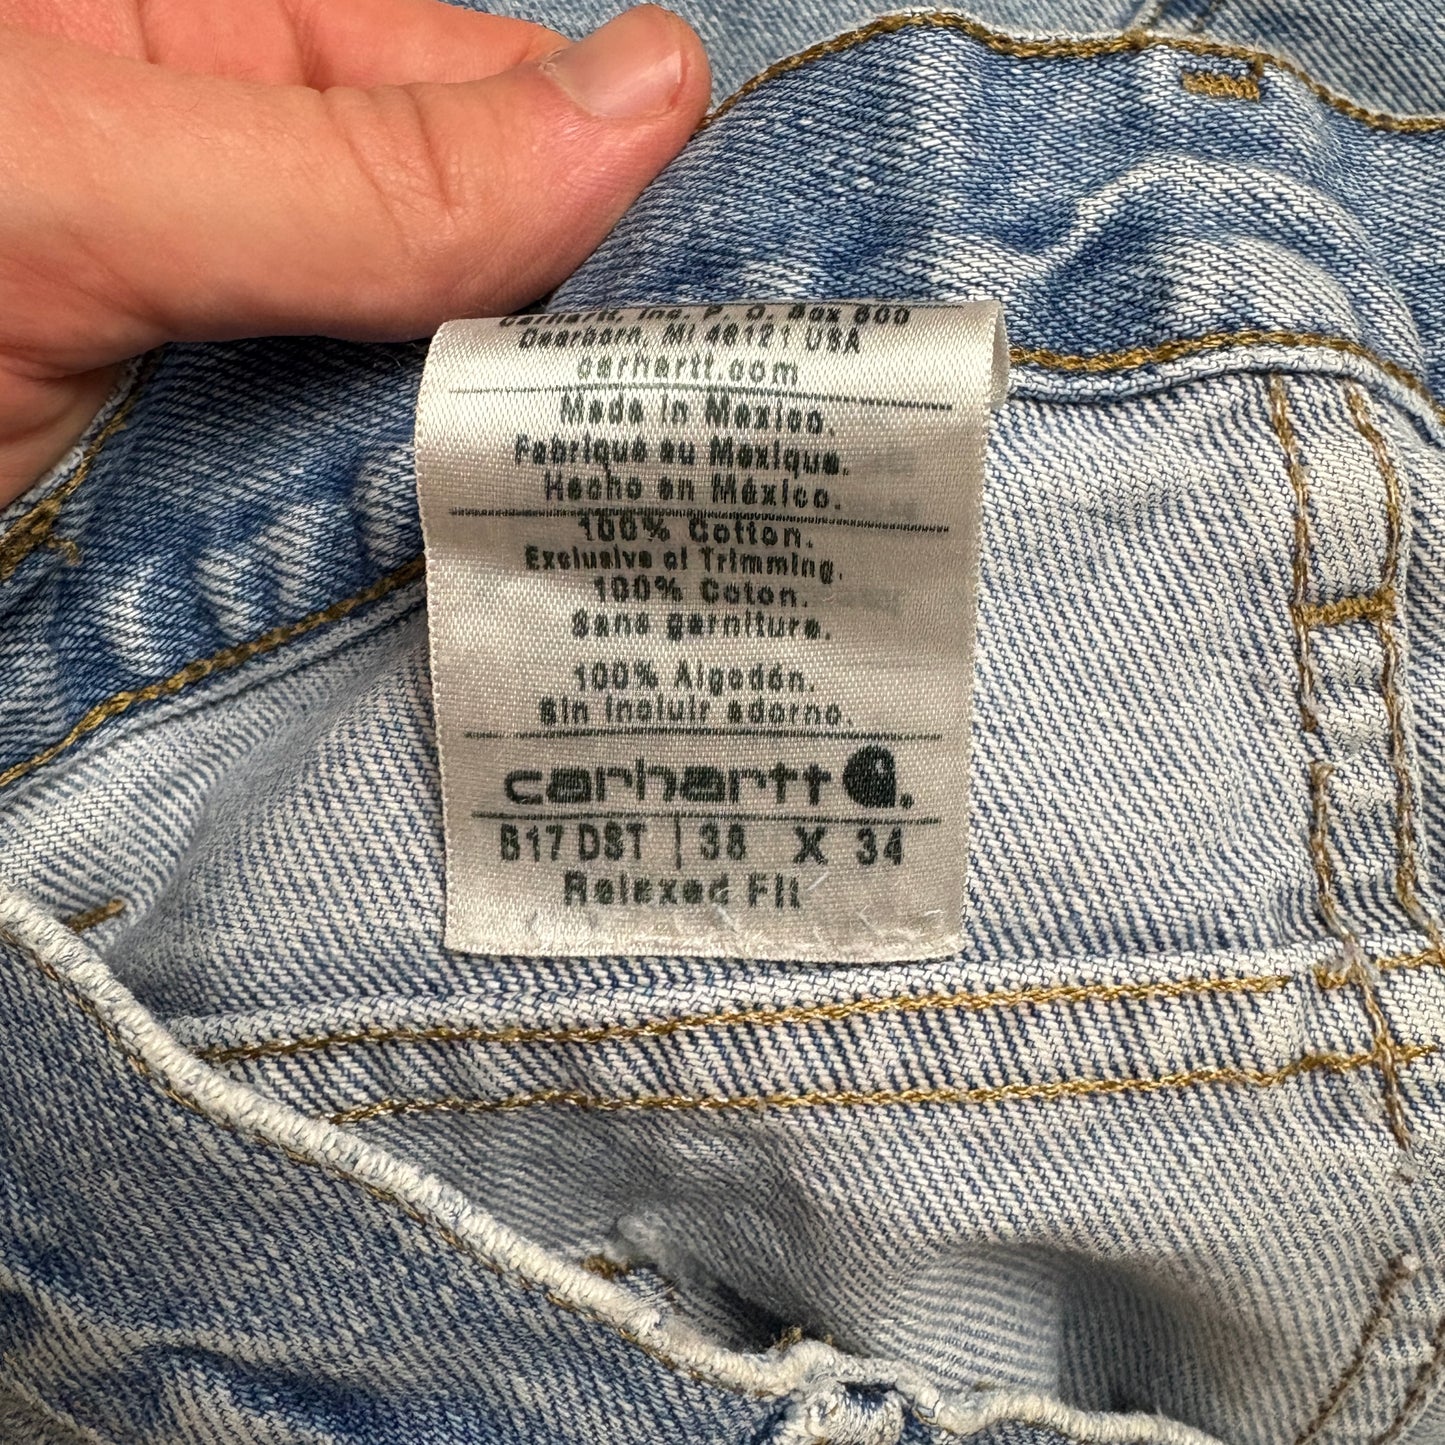 Carhartt, Inc. P. O. Box 600
Dearborn, MI 48121 USA
carhartt.com
Made in Mexico.
Fabriqué au Mexique.
Hecho en México.
100% Cotton.
Exclusive of Trimming.
100% Coton.
Sans garniture.
100% Algodón.
Sin incluir adorno.
carhartt
B17 DST | 38 X 34
Relaxed Fit